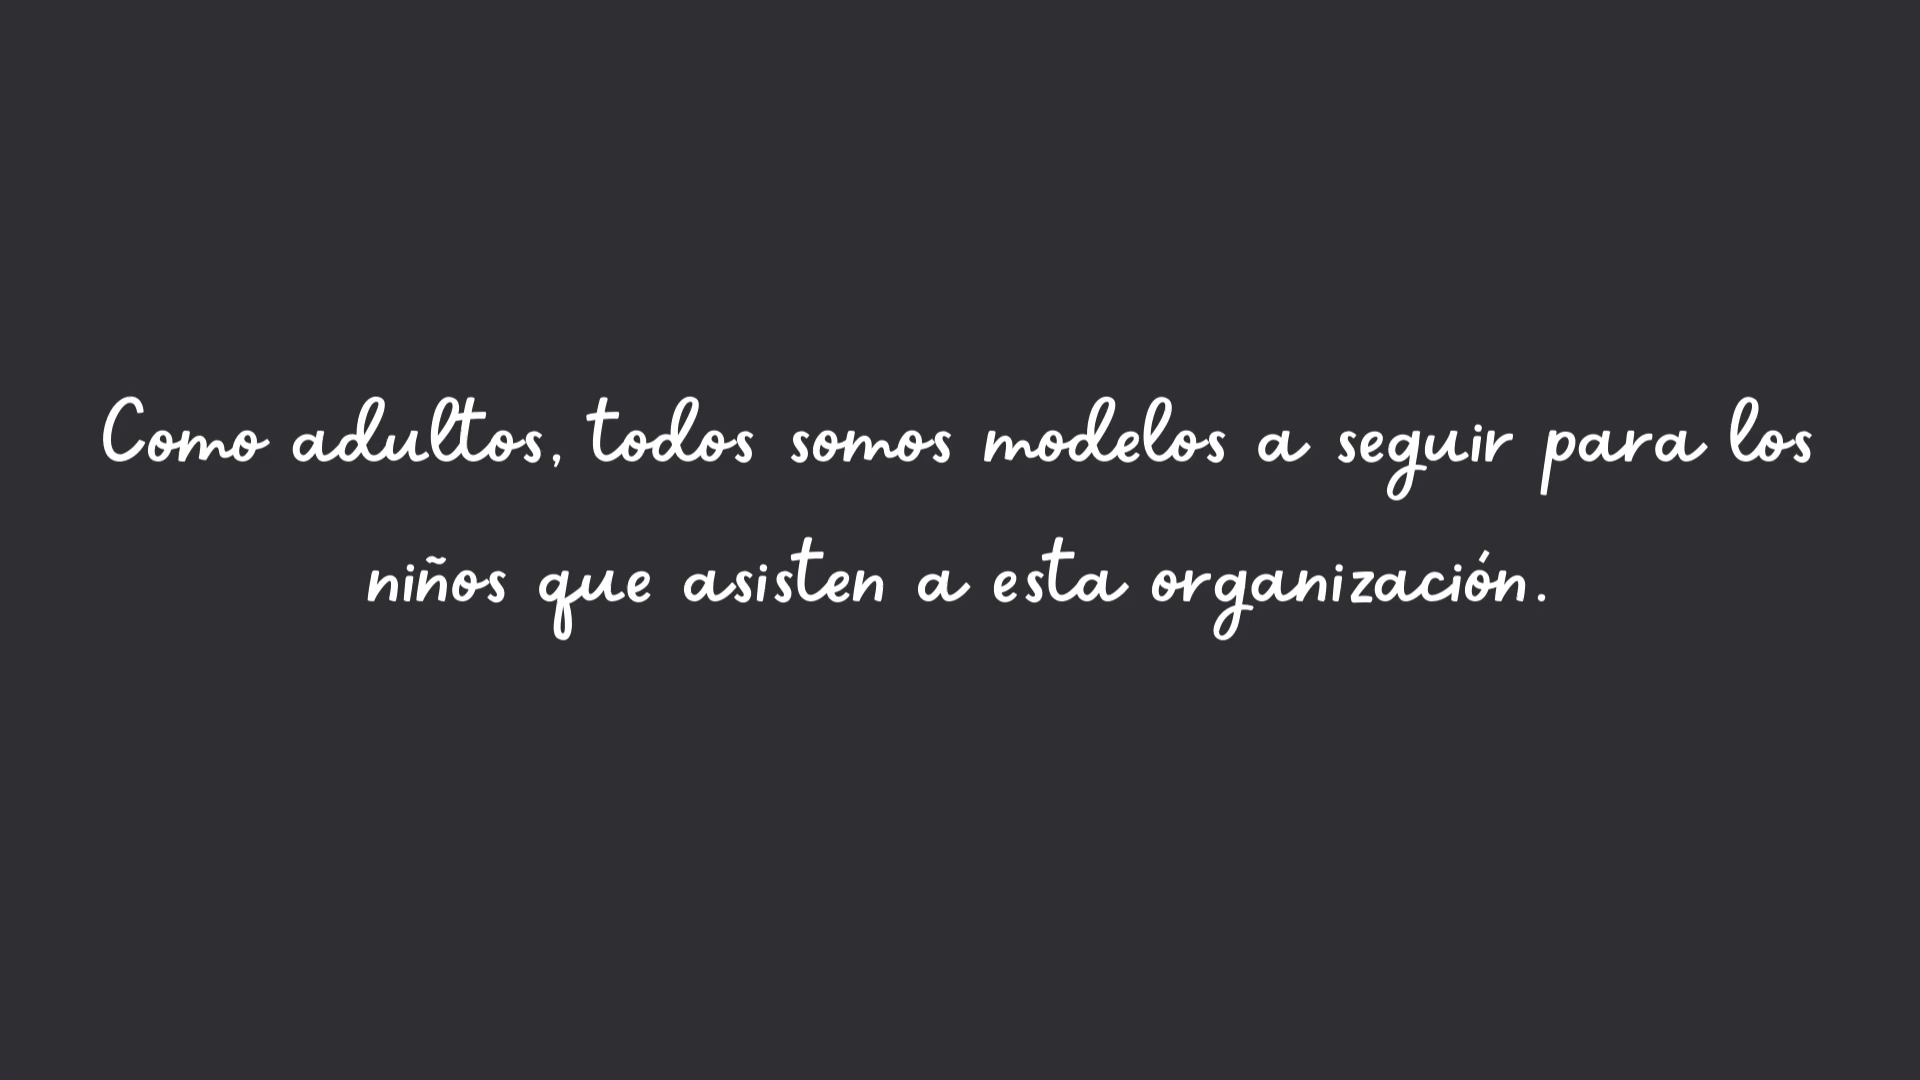 Como adultos, todos somos modelos a seguir para los
niños que asisten a esta organización.